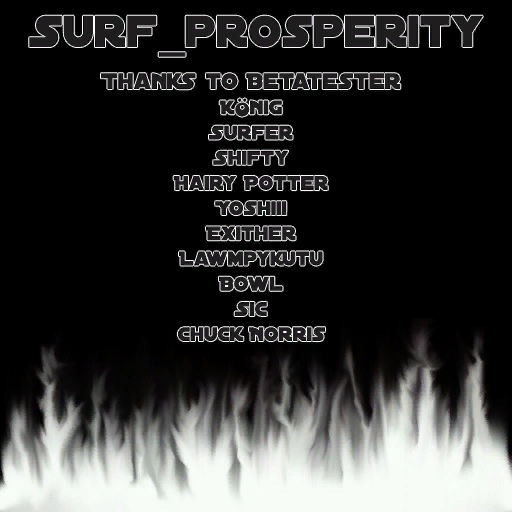 SURF_PROSPERITY
THANKS TO BETATESTER
KÖNIG
SURFER
SHIFTY
HAIRY POTTER
YOSHIII
EXITHER
LAWMPYKUTU
BOWL
SIC
CHUCK NORRIS